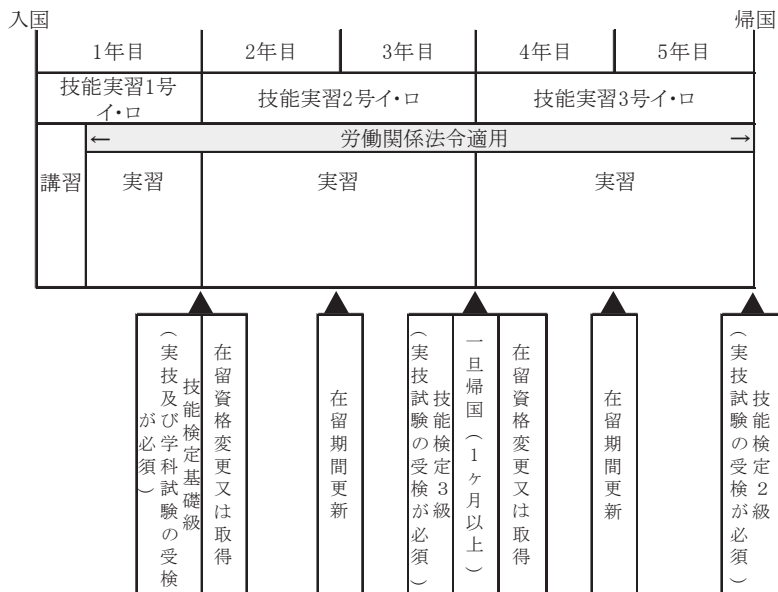 入国
帰国
1年目
2年目
3年目
4年目
5年目
技能実習1号
イ・ロ
技能実習2号イ・ロ
技能実習3号イ・ロ
← 労働関係法令適用 →
講習
実習
実習
実習
技能検定基礎級
（実技及び学科試験の受検
が必須）
在留資格変更又は取得
在留期間更新
技能検定3級
（実技試験の受検が必須）
一旦帰国（1ヶ月以上）
在留資格変更又は取得
在留期間更新
技能検定2級
（実技試験の受検が必須）